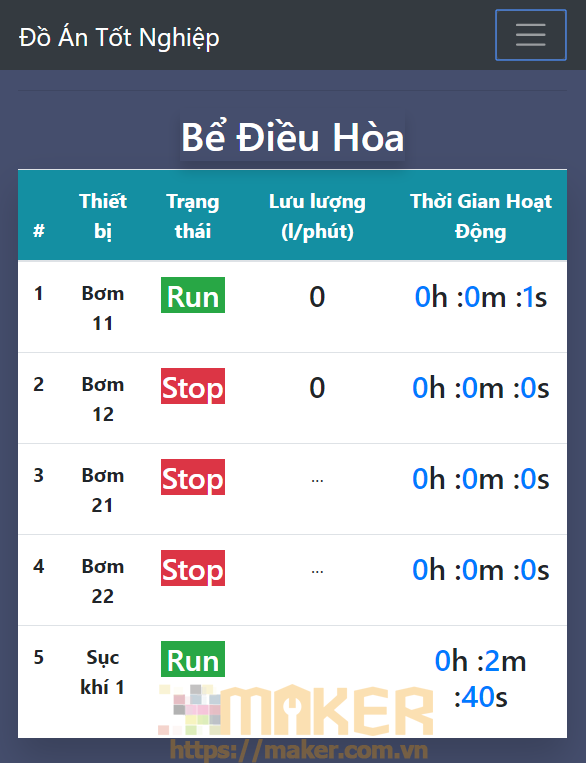 Đồ Án Tốt Nghiệp
Bể Điều Hòa
# Thiết bị Trạng thái Lưu lượng (l/phút) Thời Gian Hoạt Động
1 Bơm 11 Run 0 0h :0m :1s
2 Bơm 12 Stop 0 0h :0m :0s
3 Bơm 21 Stop ... 0h :0m :0s
4 Bơm 22 Stop ... 0h :0m :0s
5 Sục khí 1 Run 0h :2m :40s
MAKER
https://maker.com.vn